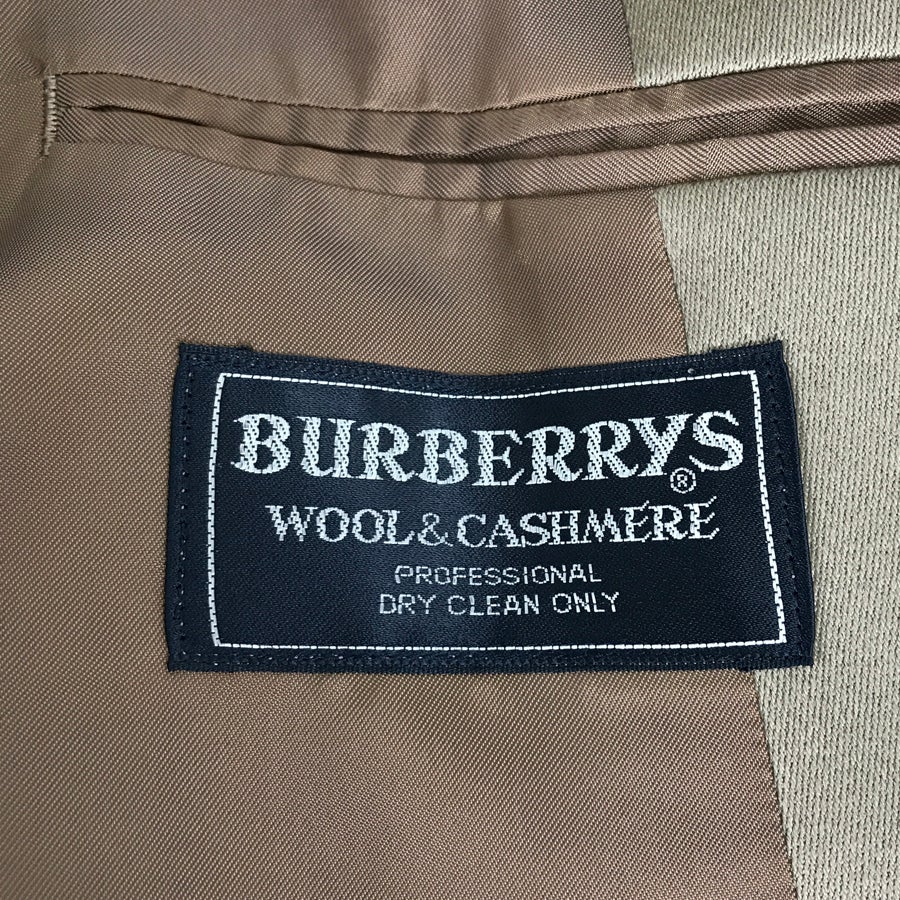 BURBERRYS®
WOOL&CASHMERE
PROFESSIONAL
DRY CLEAN ONLY